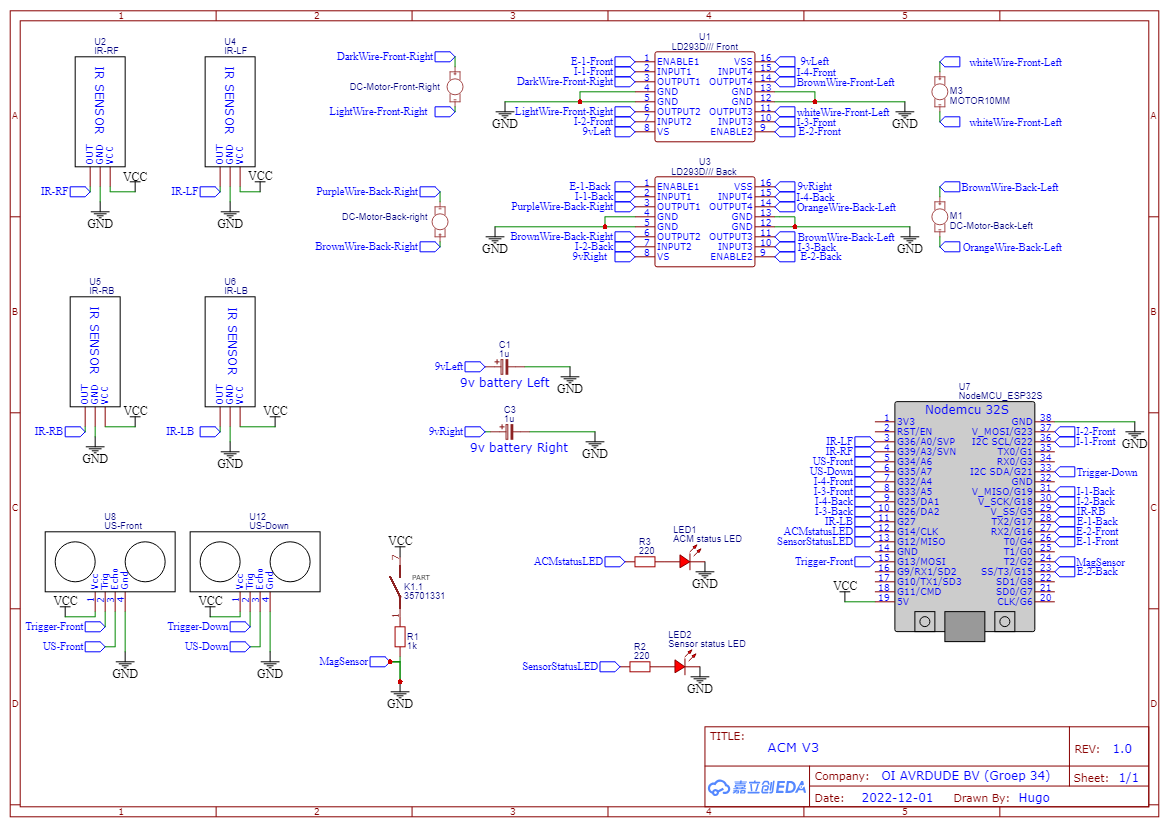 1 2 3 4 5
A
B
C
D
A
B
C
D
1 2 3 4 5
U2
IR-RF
IR SENSOR
OUT
GND
VCC
IR-RF
VCC
GND
U4
IR-LF
IR SENSOR
OUT
GND
VCC
IR-LF
VCC
GND
DarkWire-Front-Right
DC-Motor-Front-Right
LightWire-Front-Right
PurpleWire-Back-Right
DC-Motor-Back-right
BrownWire-Back-Right
U1
LD293D/// Front
E-1-Front 1 ENABLE1 VSS 16 9vLeft
I-1-Front 2 INPUT1 INPUT4 15 I-4-Front
DarkWire-Front-Right 3 OUTPUT1 OUTPUT4 14 BrownWire-Front-Left
4 GND GND 13
5 GND GND 12
LightWire-Front-Right 6 OUTPUT2 OUTPUT3 11 whiteWire-Front-Left
I-2-Front 7 INPUT2 INPUT3 10 I-3-Front
9vLeft 8 VS ENABLE2 9 E-2-Front
GND
GND
whiteWire-Front-Left
M3
MOTOR10MM
whiteWire-Front-Left
U3
LD293D/// Back
E-1-Back 1 ENABLE1 VSS 16 9vRight
I-1-Back 2 INPUT1 INPUT4 15 I-4-Back
PurpleWire-Back-Right 3 OUTPUT1 OUTPUT4 14 OrangeWire-Back-Left
4 GND GND 13
5 GND GND 12
BrownWire-Back-Right 6 OUTPUT2 OUTPUT3 11 BrownWire-Back-Left
I-2-Back 7 INPUT2 INPUT3 10 I-3-Back
9vRight 8 VS ENABLE2 9 E-2-Back
GND
GND
BrownWire-Back-Left
M1
DC-Motor-Back-Left
OrangeWire-Back-Left
U5
IR-RB
IR SENSOR
OUT
GND
VCC
IR-RB
VCC
GND
U6
IR-LB
IR SENSOR
OUT
GND
VCC
IR-LB
VCC
GND
C1
1u
9vLeft
+
9v battery Left
GND
C3
1u
9vRight
+
9v battery Right
GND
U7
NodeMCU_ESP32S
Nodemcu 32S
1 3V3 GND 38
2 RST/EN V_MOSI/G23 37 I-2-Front
IR-LF 3 G36/A0/SVP I2C SCL/G22 36 I-1-Front
IR-RF 4 G39/A3/SVN TX0/G1 35
US-Front 5 G34/A6 RX0/G3 34
US-Down 6 G35/A7 I2C SDA/G21 33 Trigger-Down
I-4-Front 7 G32/A4 GND 32
I-3-Front 8 G33/A5 V_MISO/G19 31 I-1-Back
I-4-Back 9 G25/DA1 V_SCK/G18 30 I-2-Back
I-3-Back 10 G26/DA2 V_SS/G5 29 IR-RB
IR-LB 11 G27 TX2/G17 28 E-1-Back
ACMstatusLED 12 G14/CLK RX2/G16 27 E-2-Front
SensorStatusLED 13 G12/MISO T0/G4 26 E-1-Front
14 GND T1/G0 25
Trigger-Front 15 G13/MOSI T2/G2 24 MagSensor
16 G9/RX1/SD2 SS/T3/G15 23 E-2-Back
17 G10/TX1/SD3 SD1/G8 22
18 G11/CMD SD0/G7 21
19 5V CLK/G6 20
VCC
GND
U8
US-Front
Vcc
Trig
Echo
Gnd
1 2 3 4
VCC
Trigger-Front
US-Front
GND
U12
US-Down
Vcc
Trig
Echo
Gnd
1 2 3 4
VCC
Trigger-Down
US-Down
GND
VCC
7
PART
K1.1
35701331
1
R1
1k
MagSensor
GND
ACMstatusLED
R3
220
LED1
ACM status LED
GND
SensorStatusLED
R2
220
LED2
Sensor status LED
GND
TITLE:
ACM V3
REV: 1.0
嘉立创EDA
Company: OI AVRDUDE BV (Groep 34)
Sheet: 1/1
Date: 2022-12-01 Drawn By: Hugo